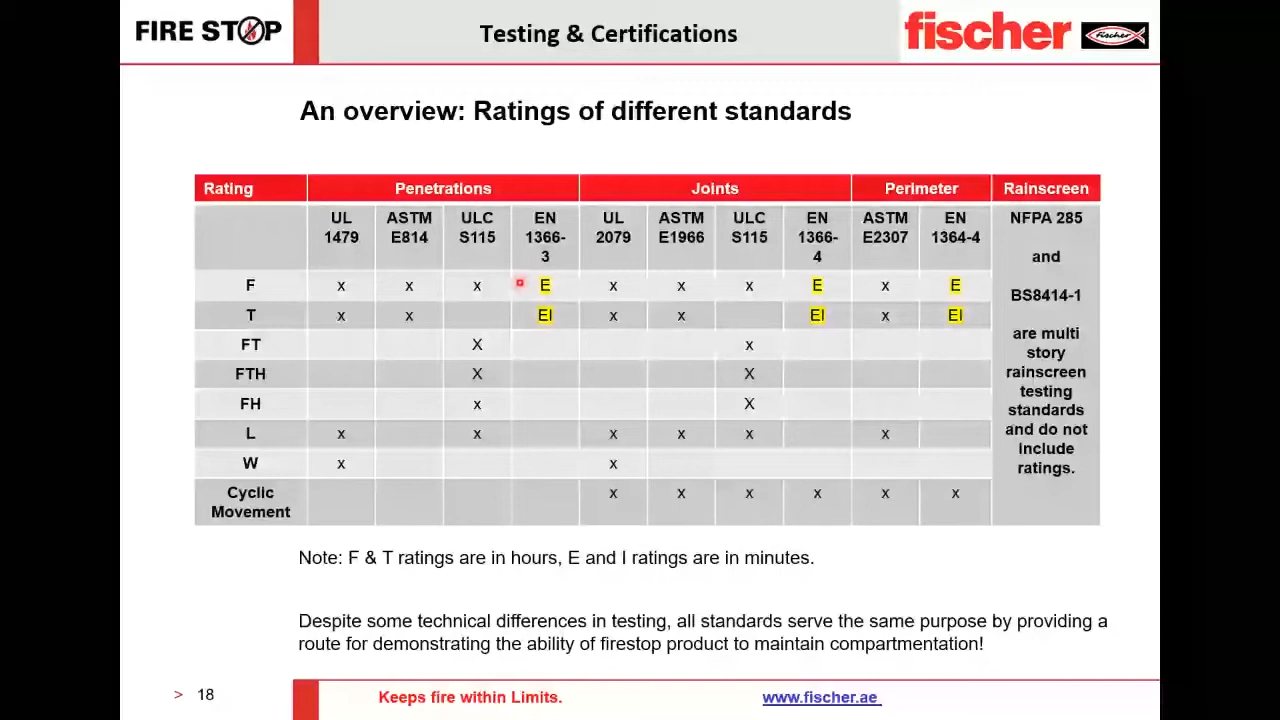 FIRE STOP
Testing & Certifications
fischer
fischer
An overview: Ratings of different standards
Rating Penetrations Joints Perimeter Rainscreen
UL 1479 ASTM E814 ULC S115 EN 1366-3 UL 2079 ASTM E1966 ULC S115 EN 1366-4 ASTM E2307 EN 1364-4
F x x x E x x x E x E
T x x EI x x EI x EI
FT X x
FTH X X
FH x X
L x x x x x x
W x x
Cyclic Movement x x x x x x
NFPA 285
and
BS8414-1
are multi
story
rainscreen
testing
standards
and do not
include
ratings.
Note: F & T ratings are in hours, E and I ratings are in minutes.
Despite some technical differences in testing, all standards serve the same purpose by providing a
route for demonstrating the ability of firestop product to maintain compartmentation!
> 18
Keeps fire within Limits.
www.fischer.ae